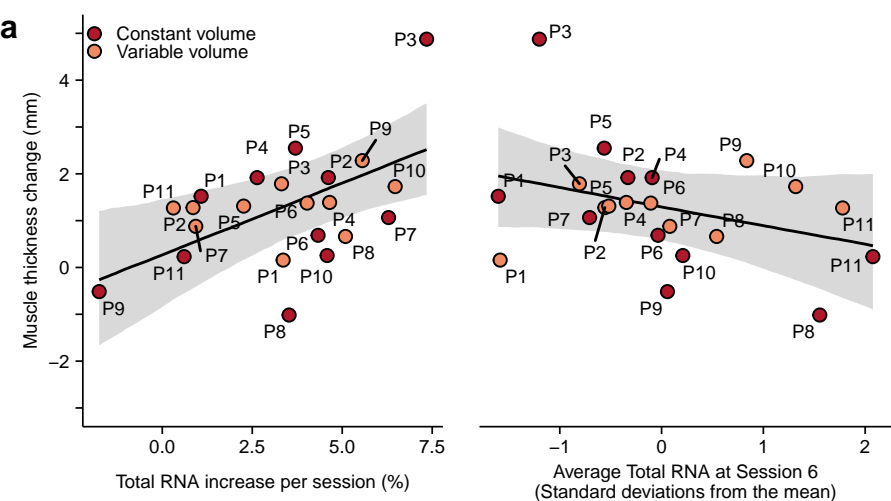 a
Constant volume
Variable volume
Muscle thickness change (mm)
4
2
0
−2
P3
P5
P9
P4
P3
P2
P10
P1
P11
P2
P5
P6
P4
P7
P7
P6
P8
P11
P1
P10
P9
P8
0.0
2.5
5.0
7.5
Total RNA increase per session (%)
P3
P5
P9
P3
P2
P4
P10
P1
P5
P6
P7
P4
P7
P8
P11
P2
P6
P1
P10
P11
P9
P8
−1
0
1
2
Average Total RNA at Session 6
(Standard deviations from the mean)